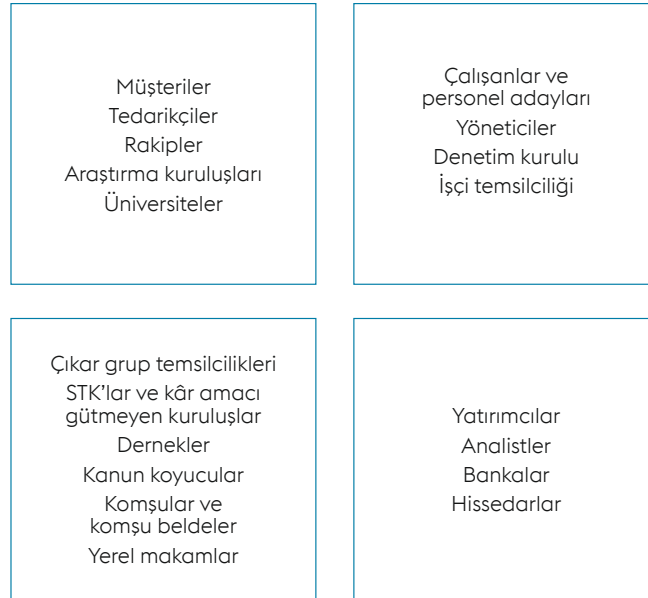 Müşteriler
Tedarikçiler
Rakipler
Araştırma kuruluşları
Üniversiteler
Çalışanlar ve
personel adayları
Yöneticiler
Denetim kurulu
İşçi temsilciliği
Çıkar grup temsilcilikleri
STK’lar ve kâr amacı
gütmeyen kuruluşlar
Dernekler
Kanun koyucular
Komşular ve
komşu beldeler
Yerel makamlar
Yatırımcılar
Analistler
Bankalar
Hissedarlar